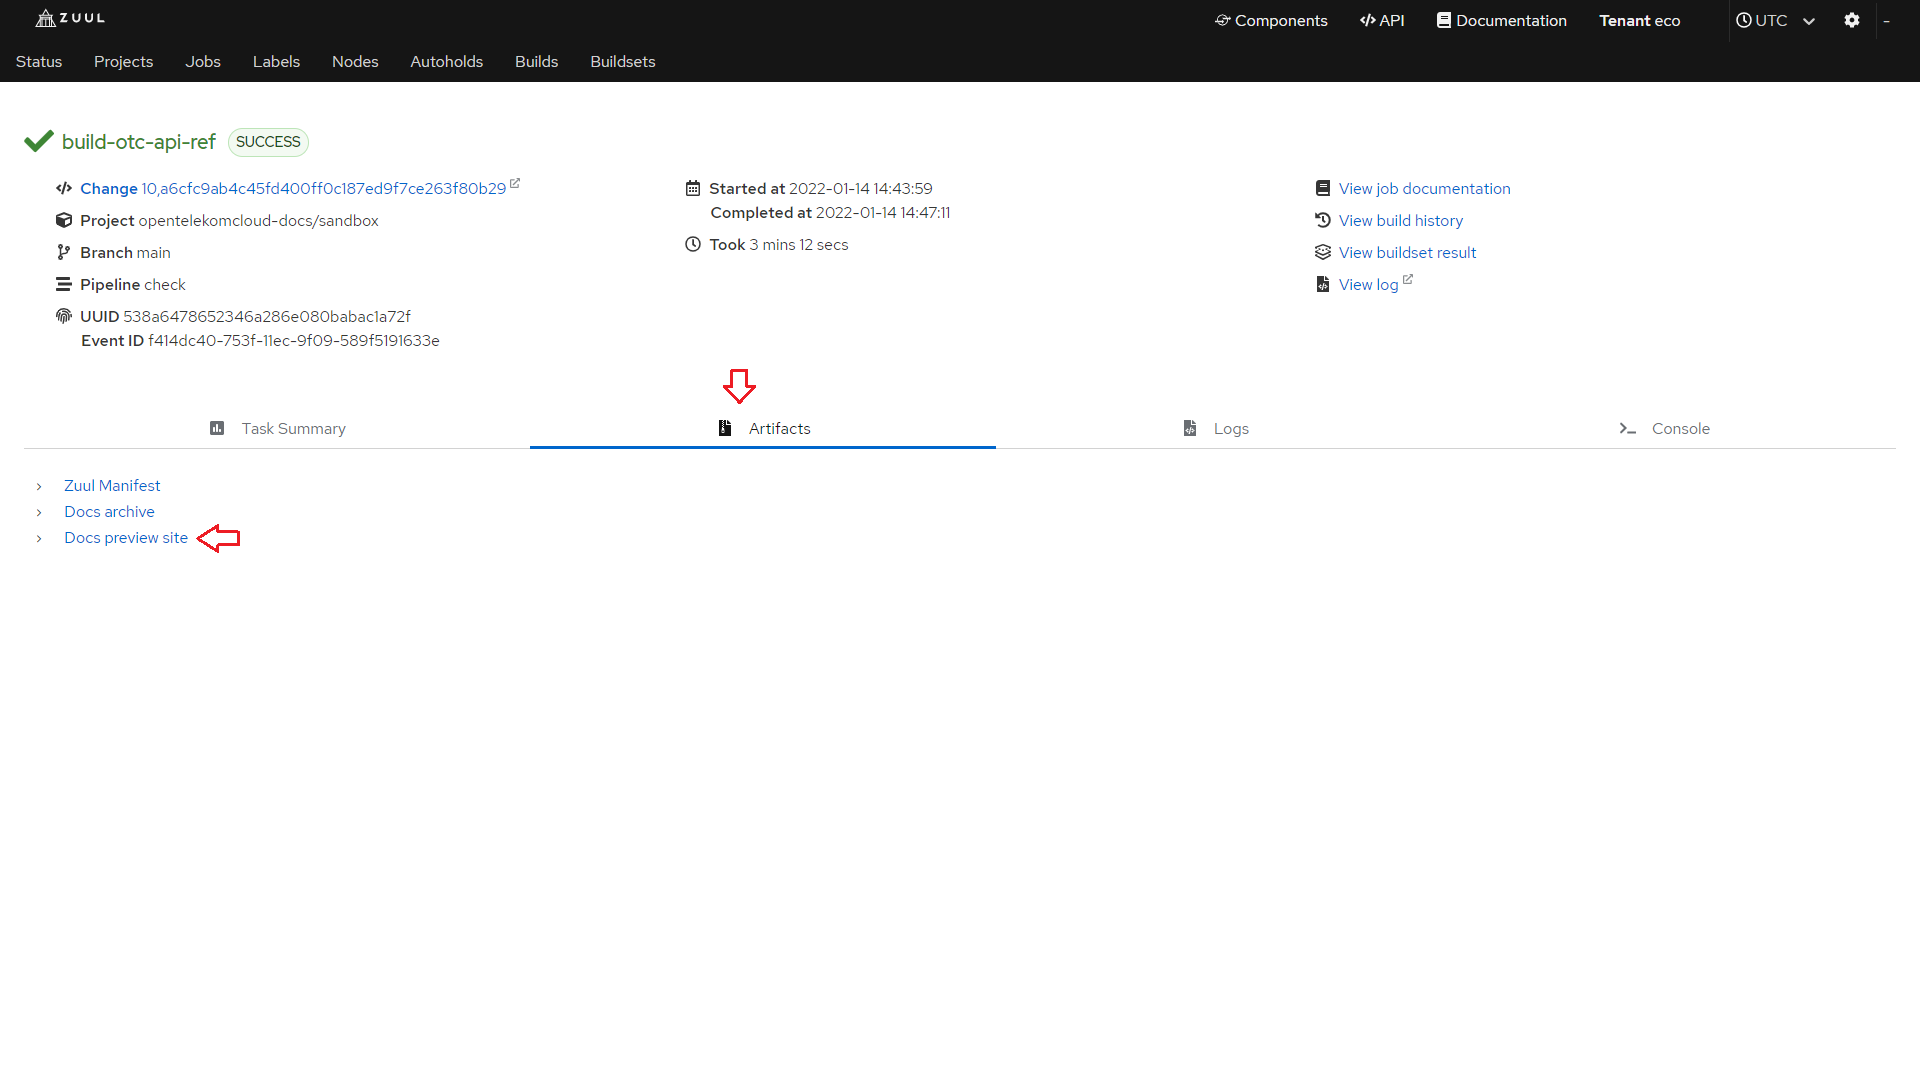 ZUUL
Components API Documentation Tenant eco UTC -
Status Projects Jobs Labels Nodes Autoholds Builds Buildsets
build-otc-api-ref SUCCESS
Change 10,a6cfc9ab4c45fd400ff0c187ed9f7ce263f80b29
Project opentelekomcloud-docs/sandbox
Branch main
Pipeline check
UUID 538a6478652346a286e080babac1a72f
Event ID f414dc40-753f-11ec-9f09-589f5191633e
Started at 2022-01-14 14:43:59
Completed at 2022-01-14 14:47:11
Took 3 mins 12 secs
View job documentation
View build history
View buildset result
View log
Task Summary Artifacts Logs Console
Zuul Manifest
Docs archive
Docs preview site